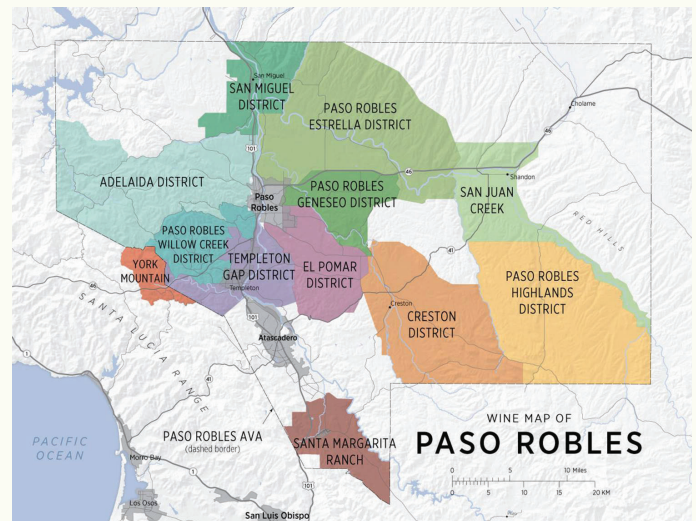 San Miguel
SAN MIGUEL
DISTRICT
PASO ROBLES
ESTRELLA DISTRICT
Cholame
46
101
46
ADELAIDA DISTRICT
Paso
Robles
PASO ROBLES
GENESEO DISTRICT
Shandon
SAN JUAN
CREEK
RED HILLS
PASO ROBLES
WILLOW CREEK
DISTRICT
TEMPLETON
GAP DISTRICT
Templeton
EL POMAR
DISTRICT
41
YORK
MOUNTAIN
46
PASO ROBLES
HIGHLANDS
DISTRICT
Creston
CRESTON
DISTRICT
SANTA LUCIA RANGE
101
Atascadero
1
41
41
PASO ROBLES AVA
(dashed border)
SANTA MARGARITA
RANCH
WINE MAP OF
PASO ROBLES
0 5 10 Miles
0 5 10 15 20 KM
PACIFIC
OCEAN
Morro Bay
1
101
Los Osos
San Luis Obispo